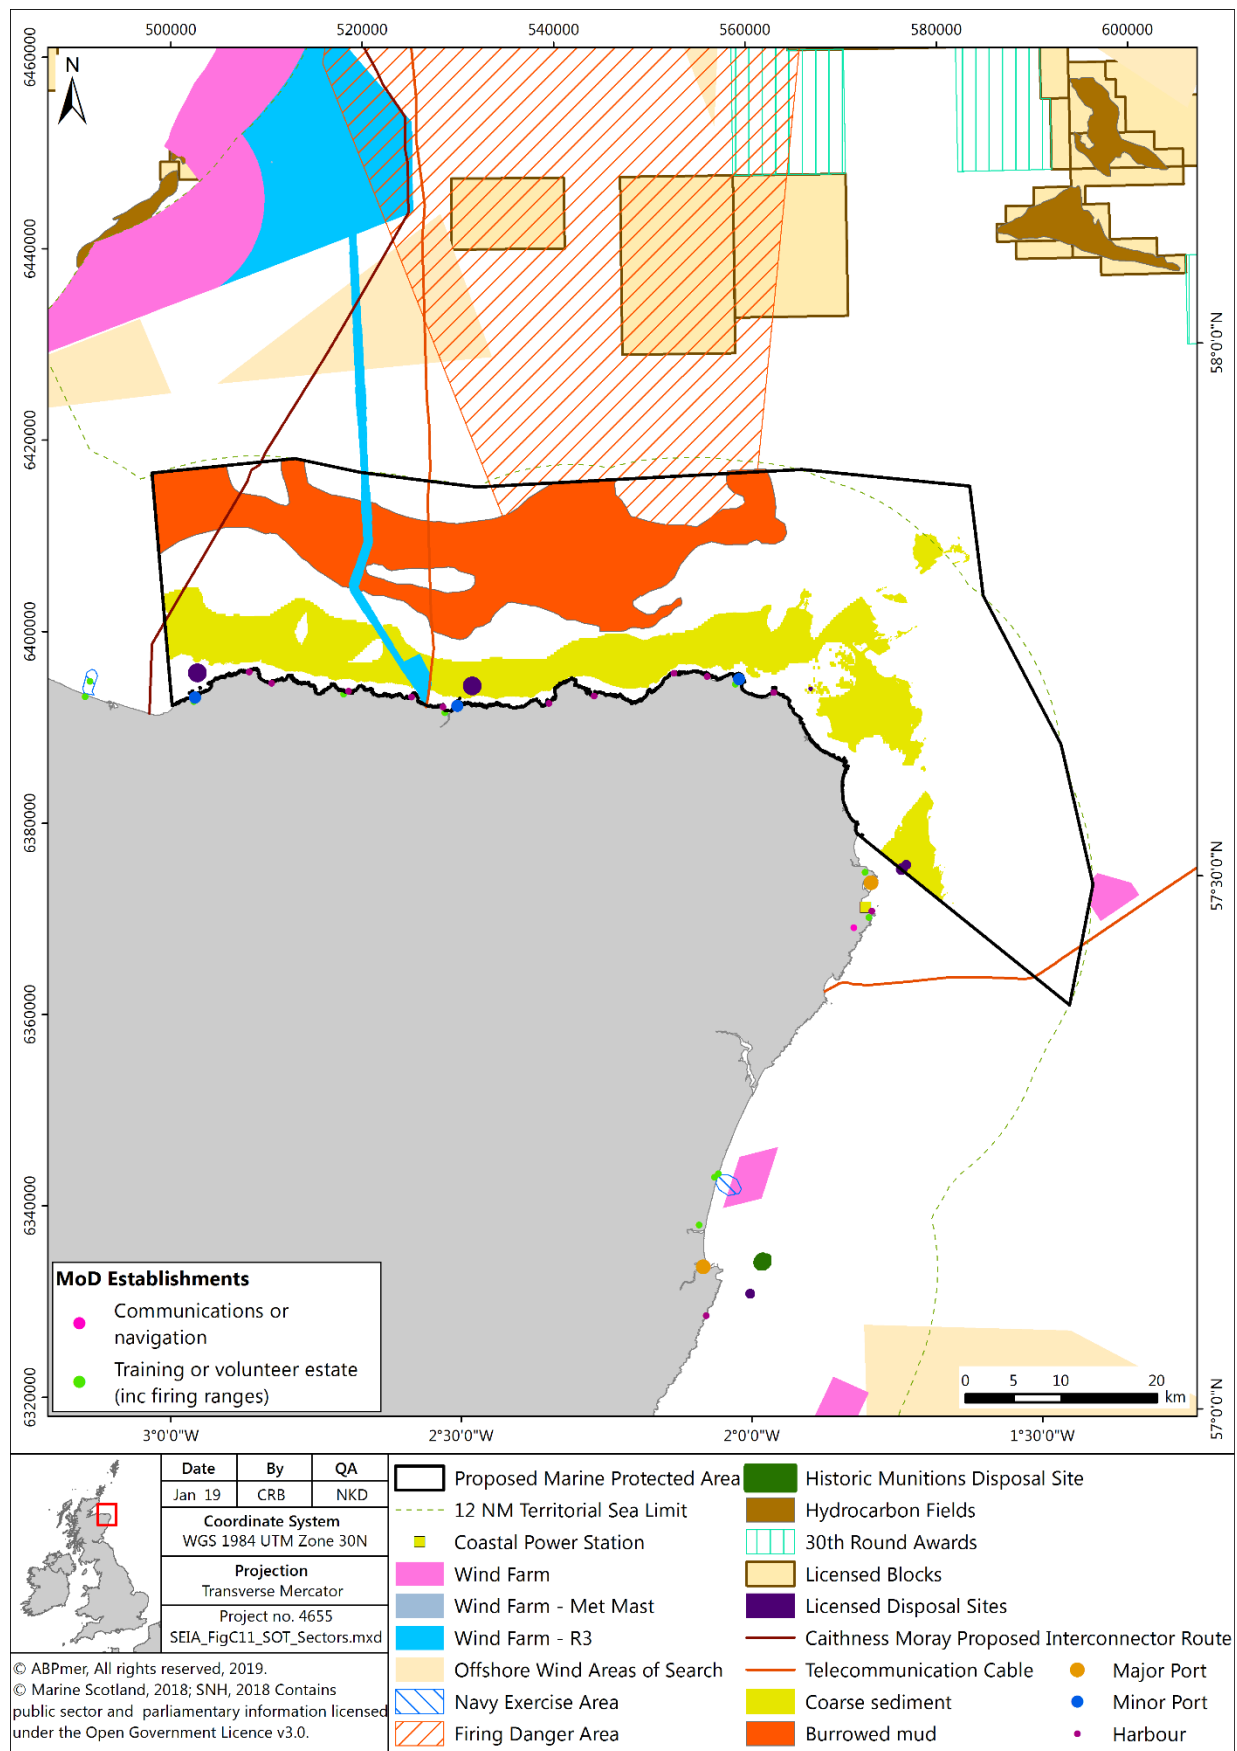 500000 520000 540000 560000 580000 600000
6460000
6440000
6420000
6400000
6380000
6360000
6340000
6320000
N
58°0'0"N
57°30'0"N
57°0'0"N
MoD Establishments
Communications or
navigation
Training or volunteer estate
(inc firing ranges)
0 5 10 20
km
3°0'0"W 2°30'0"W 2°0'0"W 1°30'0"W
Date By QA
Jan 19 CRB NKD
Coordinate System
WGS 1984 UTM Zone 30N
Projection
Transverse Mercator
Project no. 4655
SEIA_FigC11_SOT_Sectors.mxd
© ABPmer, All rights reserved, 2019.
© Marine Scotland, 2018; SNH, 2018 Contains
public sector and parliamentary information licensed
under the Open Government Licence v3.0.
Proposed Marine Protected Area
12 NM Territorial Sea Limit
Coastal Power Station
Wind Farm
Wind Farm - Met Mast
Wind Farm - R3
Offshore Wind Areas of Search
Navy Exercise Area
Firing Danger Area
Historic Munitions Disposal Site
Hydrocarbon Fields
30th Round Awards
Licensed Blocks
Licensed Disposal Sites
Caithness Moray Proposed Interconnector Route
Telecommunication Cable
Coarse sediment
Burrowed mud
Major Port
Minor Port
Harbour